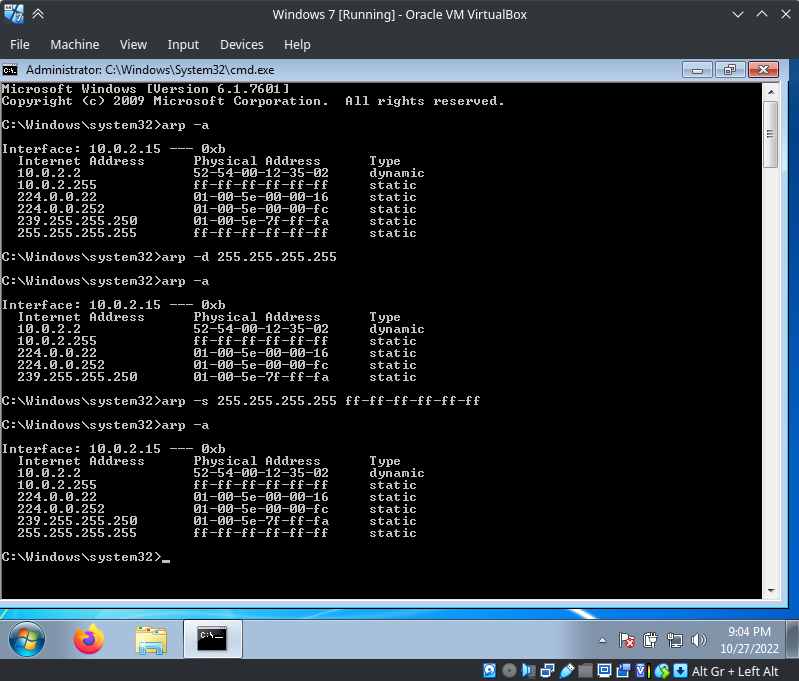 Windows 7 [Running] - Oracle VM VirtualBox
File Machine View Input Devices Help
Administrator: C:\Windows\System32\cmd.exe
Microsoft Windows [Version 6.1.7601]
Copyright (c) 2009 Microsoft Corporation.  All rights reserved.
C:\Windows\system32>arp -a
Interface: 10.0.2.15 --- 0xb
Internet Address Physical Address Type
10.0.2.2 52-54-00-12-35-02 dynamic
10.0.2.255 ff-ff-ff-ff-ff-ff static
224.0.0.22 01-00-5e-00-00-16 static
224.0.0.252 01-00-5e-00-00-fc static
239.255.255.250 01-00-5e-7f-ff-fa static
255.255.255.255 ff-ff-ff-ff-ff-ff static
C:\Windows\system32>arp -d 255.255.255.255
C:\Windows\system32>arp -a
Interface: 10.0.2.15 --- 0xb
Internet Address Physical Address Type
10.0.2.2 52-54-00-12-35-02 dynamic
10.0.2.255 ff-ff-ff-ff-ff-ff static
224.0.0.22 01-00-5e-00-00-16 static
224.0.0.252 01-00-5e-00-00-fc static
239.255.255.250 01-00-5e-7f-ff-fa static
C:\Windows\system32>arp -s 255.255.255.255 ff-ff-ff-ff-ff-ff
C:\Windows\system32>arp -a
Interface: 10.0.2.15 --- 0xb
Internet Address Physical Address Type
10.0.2.2 52-54-00-12-35-02 dynamic
10.0.2.255 ff-ff-ff-ff-ff-ff static
224.0.0.22 01-00-5e-00-00-16 static
224.0.0.252 01-00-5e-00-00-fc static
239.255.255.250 01-00-5e-7f-ff-fa static
255.255.255.255 ff-ff-ff-ff-ff-ff static
C:\Windows\system32>_
9:04 PM
10/27/2022
Alt Gr + Left Alt